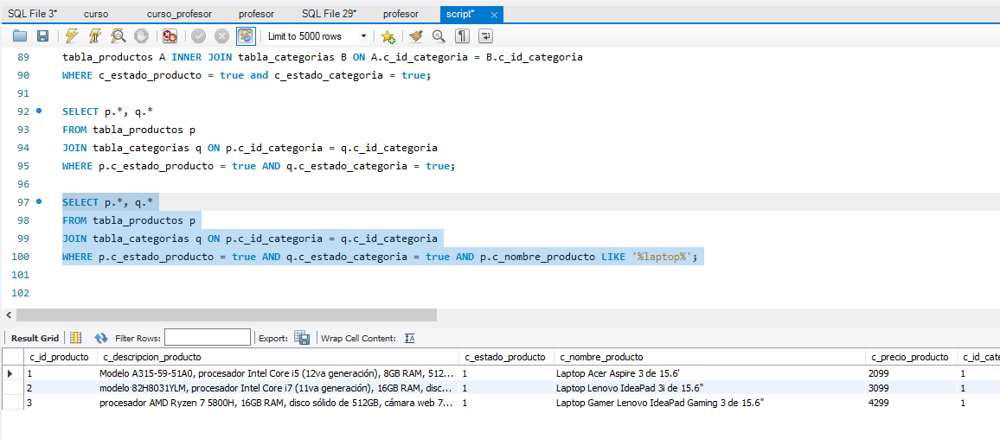 SQL File 3* curso curso_profesor profesor SQL File 29* profesor script* ×
Limit to 5000 rows
89 tabla_productos A INNER JOIN tabla_categorias B ON A.c_id_categoria = B.c_id_categoria
90 WHERE c_estado_producto = true and c_estado_categoria = true;
91
92 SELECT p.*, q.*
93 FROM tabla_productos p
94 JOIN tabla_categorias q ON p.c_id_categoria = q.c_id_categoria
95 WHERE p.c_estado_producto = true AND q.c_estado_categoria = true;
96
97 SELECT p.*, q.*
98 FROM tabla_productos p
99 JOIN tabla_categorias q ON p.c_id_categoria = q.c_id_categoria
100 WHERE p.c_estado_producto = true AND q.c_estado_categoria = true AND p.c_nombre_producto LIKE '%laptop%';
101
102
Result Grid Filter Rows: Export: Wrap Cell Content: IA
c_id_producto c_descripcion_producto c_estado_producto c_nombre_producto c_precio_producto c_id_cate
1 Modelo A315-59-51A0, procesador Intel Core i5 (12va generación), 8GB RAM, 512... 1 Laptop Acer Aspire 3 de 15.6' 2099 1
2 modelo 82H8031YLM, procesador Intel Core i7 (11va generación), 16GB RAM, disc... 1 Laptop Lenovo IdeaPad 3i de 15.6" 3099 1
3 procesador AMD Ryzen 7 5800H, 16GB RAM, disco sólido de 512GB, cámara web 7... 1 Laptop Gamer Lenovo IdeaPad Gaming 3 de 15.6" 4299 1